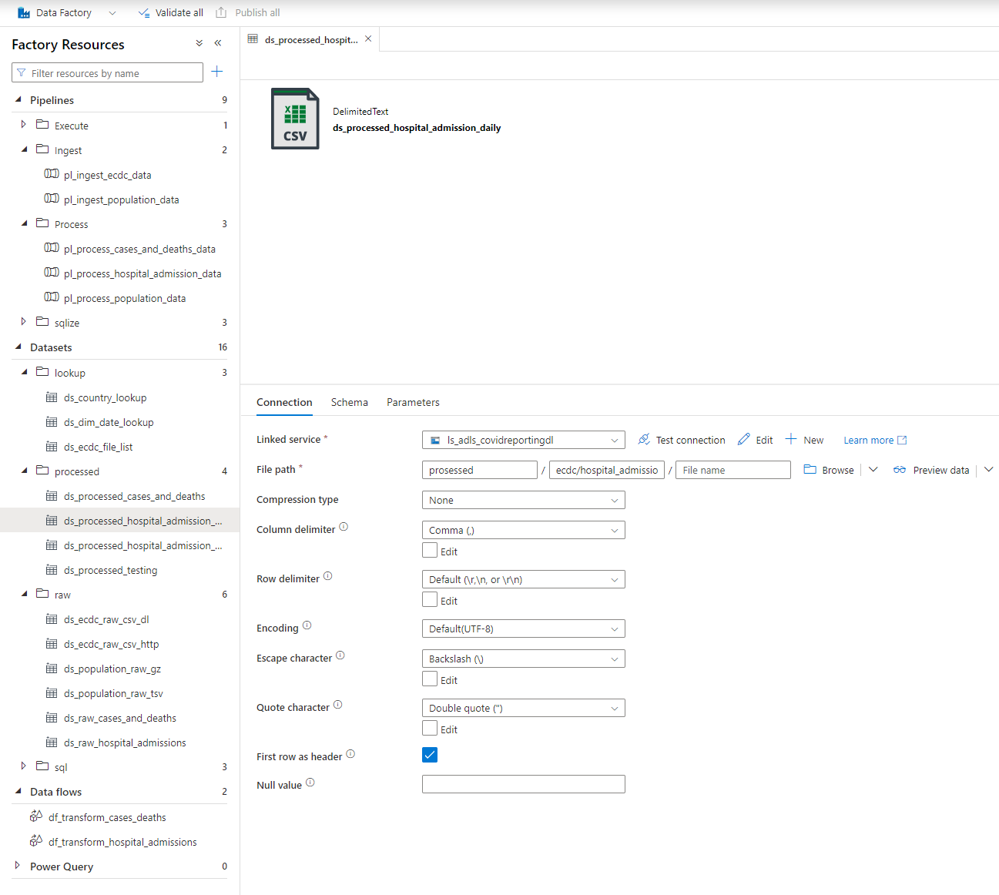 Data Factory
Validate all
Publish all
Factory Resources
Filter resources by name
Pipelines 9
Execute 1
Ingest 2
pl_ingest_ecdc_data
pl_ingest_population_data
Process 3
pl_process_cases_and_deaths_data
pl_process_hospital_admission_data
pl_process_population_data
sqlize 3
Datasets 16
lookup 3
ds_country_lookup
ds_dim_date_lookup
ds_ecdc_file_list
processed 4
ds_processed_cases_and_deaths
ds_processed_hospital_admission_...
ds_processed_hospital_admission_...
ds_processed_testing
raw 6
ds_ecdc_raw_csv_dl
ds_ecdc_raw_csv_http
ds_population_raw_gz
ds_population_raw_tsv
ds_raw_cases_and_deaths
ds_raw_hospital_admissions
sql 3
Data flows 2
df_transform_cases_deaths
df_transform_hospital_admissions
Power Query 0
ds_processed_hospit...
X
CSV
DelimitedText
ds_processed_hospital_admission_daily
Connection Schema Parameters
Linked service * ls_adls_covidreportingdl Test connection Edit New Learn more
File path * prosessed / ecdc/hospital_admissio / File name Browse Preview data
Compression type None
Column delimiter Comma (,)
Edit
Row delimiter Default (\r,\n, or \r\n)
Edit
Encoding Default(UTF-8)
Escape character Backslash (\)
Edit
Quote character Double quote (")
Edit
First row as header
Null value